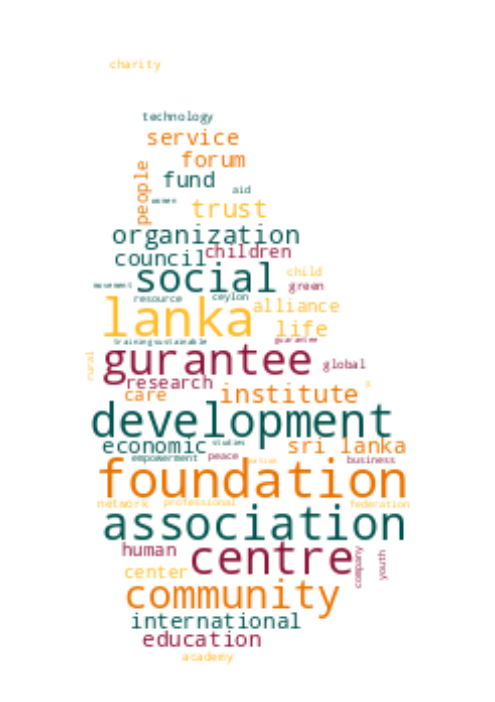 charity
technology
service
forum
people
fund
aid
women
trust
organization
children
council
social
child
movement
green
resource
ceylon
lanka
alliance
life
training
sustainable
gurantee
guarantee
rural
global
research
care
institute
development
economic
studies
sri lanka
empowerment
peace
business
foundation
network
professional
federation
association
human
centre
company
youth
center
community
international
education
academy